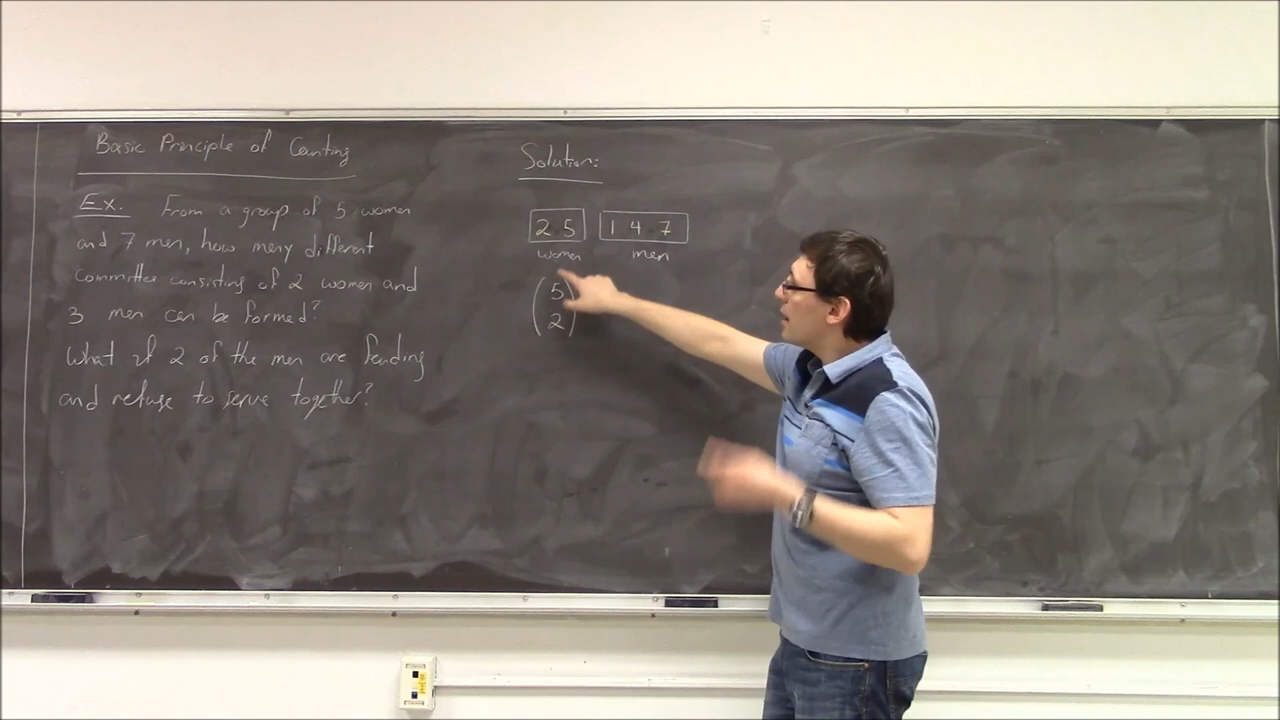 Basic Principle of Counting
Ex. From a group of 5 women
and 7 men, how many different
committee consisting of 2 women and
3 men can be formed?
What if 2 of the men are feuding
and refuse to serve together?
Solution:
2 5 1 4 7
women men
(5
2)